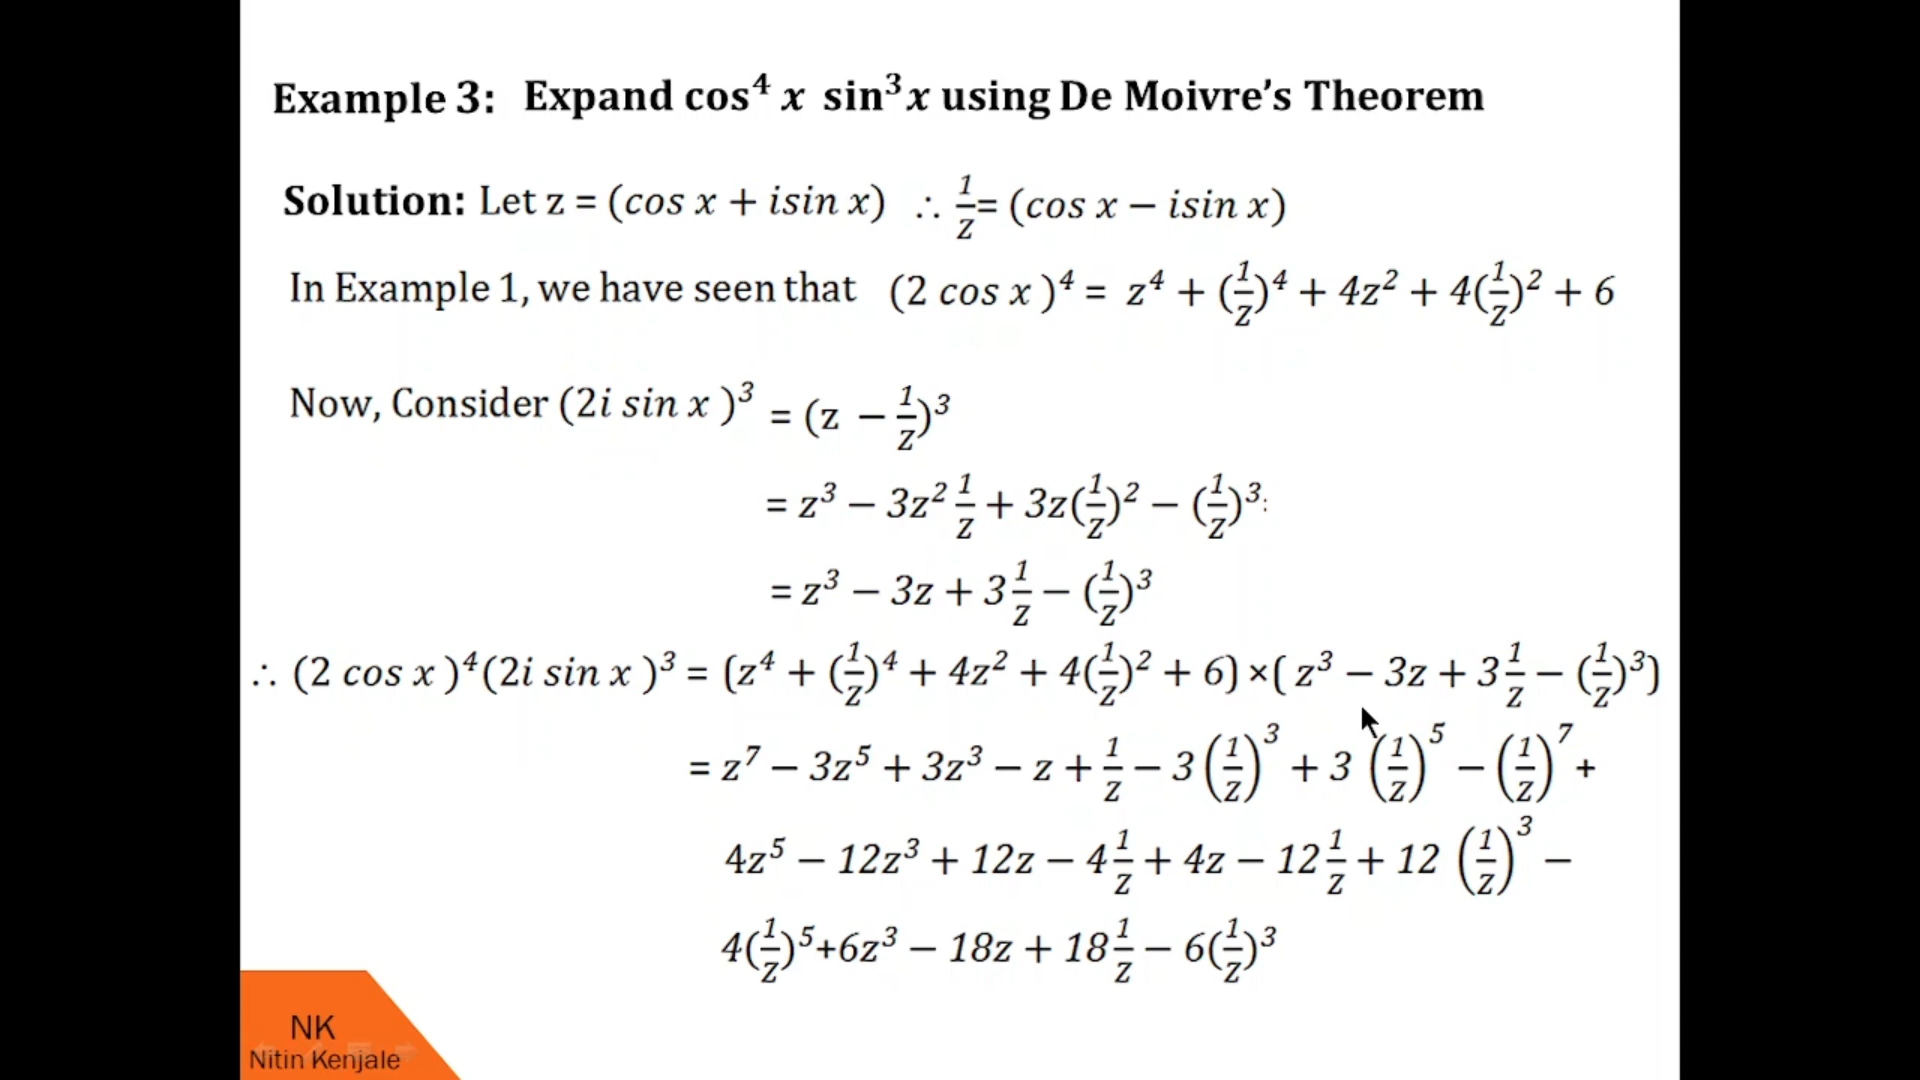 Example 3: Expand cos⁴ x sin³x using De Moivre’s Theorem
Solution: Let z = (cos x + isin x) ∴ 1/z = (cos x − isin x)
In Example 1, we have seen that (2 cos x )⁴ = z⁴ + (1/z)⁴ + 4z² + 4(1/z)² + 6
Now, Consider (2i sin x )³ = (z − 1/z)³
= z³ − 3z² 1/z + 3z(1/z)² − (1/z)³:
= z³ − 3z + 3 1/z − (1/z)³
∴ (2 cos x )⁴(2i sin x )³ = (z⁴ + (1/z)⁴ + 4z² + 4(1/z)² + 6) ×( z³ − 3z + 3 1/z − (1/z)³)
= z⁷ − 3z⁵ + 3z³ − z + 1/z − 3 (1/z)³ + 3 (1/z)⁵ − (1/z)⁷ +
4z⁵ − 12z³ + 12z − 4 1/z + 4z − 12 1/z + 12 (1/z)³ −
4(1/z)⁵+6z³ − 18z + 18 1/z − 6(1/z)³
NK
Nitin Kenjale